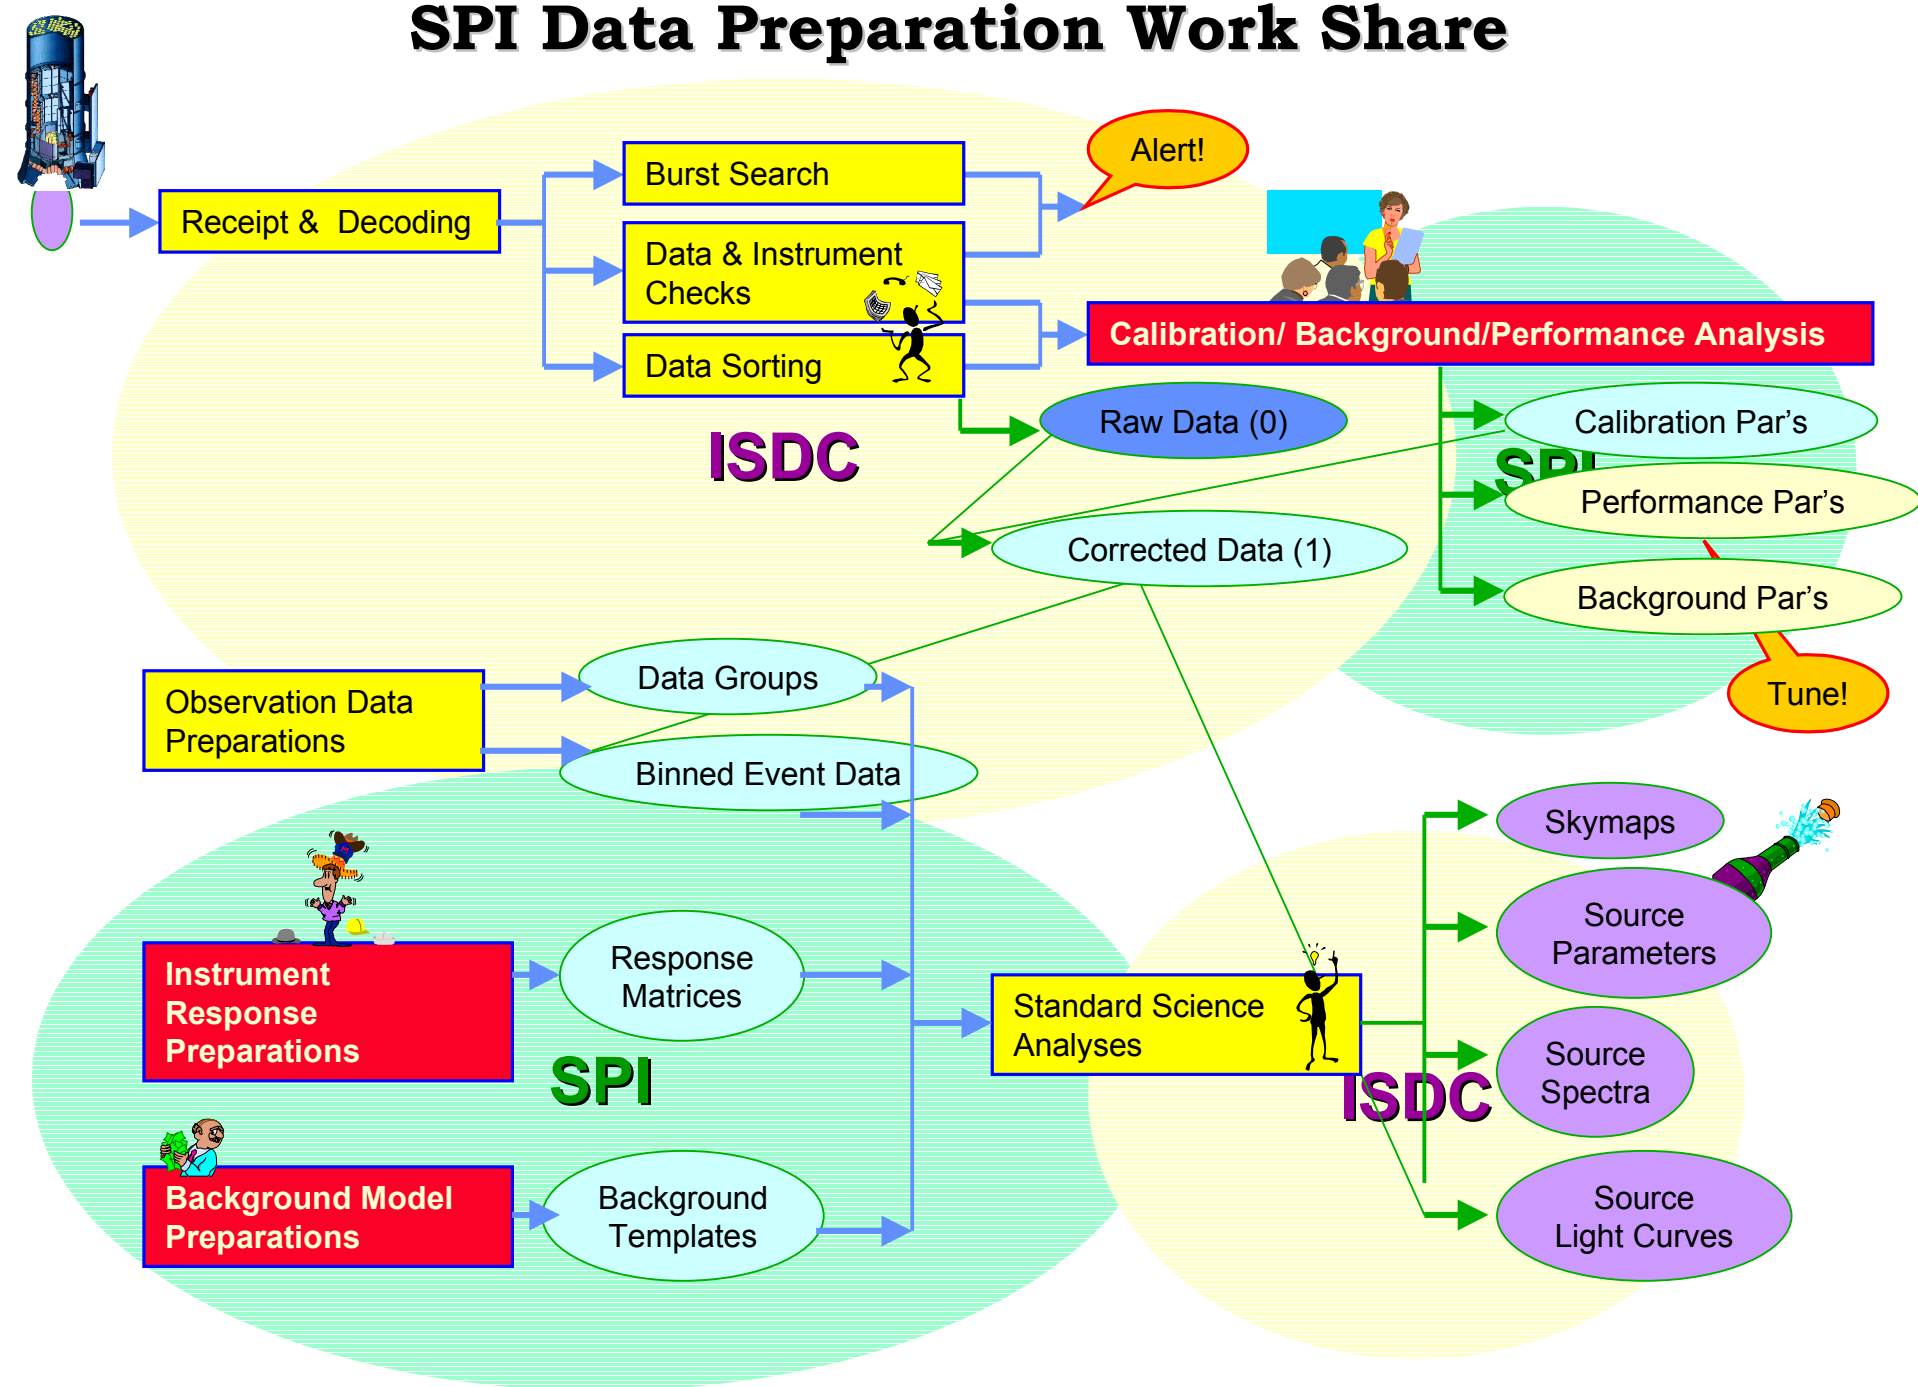 SPI Data Preparation Work Share
Alert!
Burst Search
Receipt & Decoding
Data & Instrument
Checks
Calibration/ Background/Performance Analysis
Data Sorting
Raw Data (0)
Calibration Par's
ISDC
SPI
Performance Par's
Corrected Data (1)
Background Par's
Data Groups
Tune!
Observation Data
Preparations
Binned Event Data
Skymaps
Source
Parameters
Response
Matrices
Instrument
Response
Preparations
Standard Science
Analyses
Source
Spectra
SPI
ISDC
Background Model
Preparations
Background
Templates
Source
Light Curves